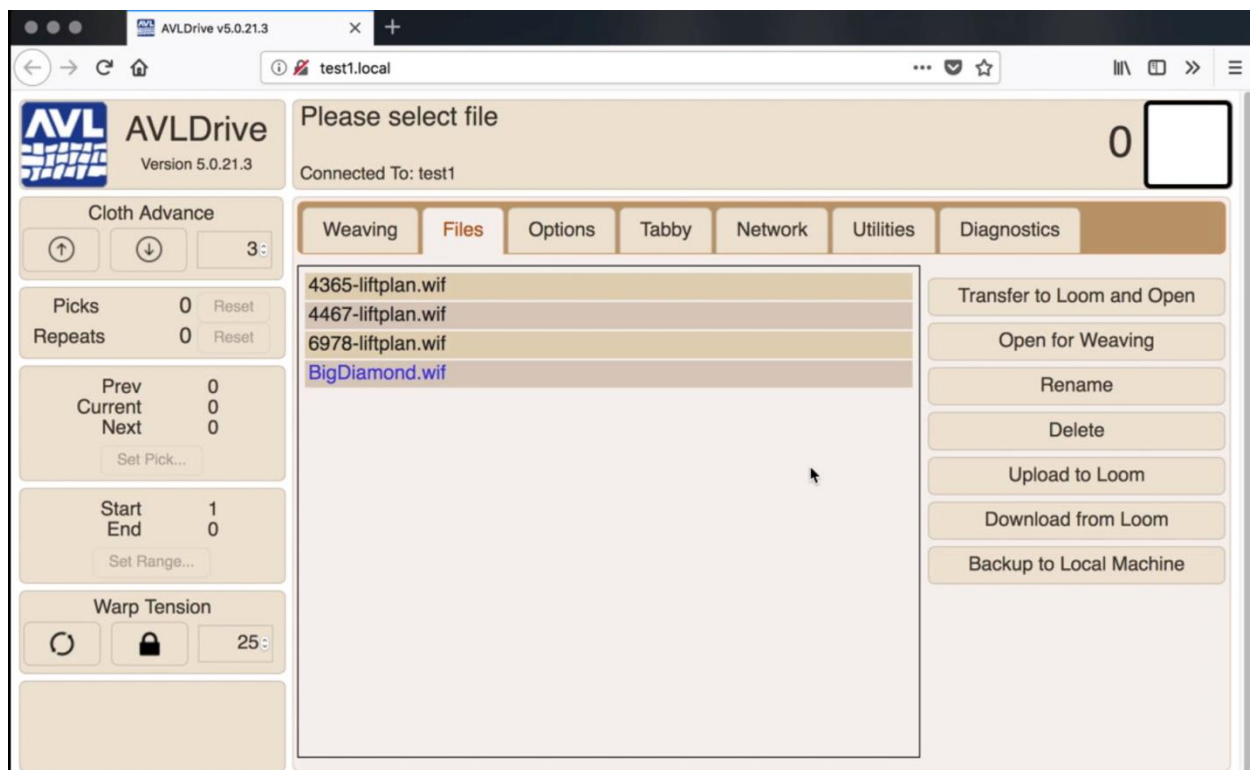 AVLDrive v5.0.21.3
test1.local
AVL
AVLDrive
Version 5.0.21.3
Please select file
Connected To: test1
0
Cloth Advance
3
Picks 0 Reset
Repeats 0 Reset
Prev 0
Current 0
Next 0
Set Pick...
Start 1
End 0
Set Range...
Warp Tension
25
Weaving Files Options Tabby Network Utilities Diagnostics
4365-liftplan.wif
4467-liftplan.wif
6978-liftplan.wif
BigDiamond.wif
Transfer to Loom and Open
Open for Weaving
Rename
Delete
Upload to Loom
Download from Loom
Backup to Local Machine